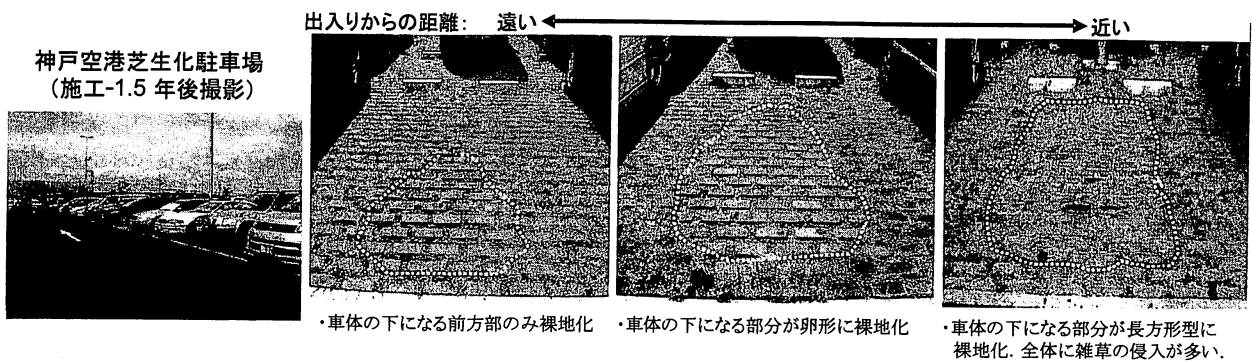 出入りからの距離: 遠い
近い
神戸空港芝生化駐車場
(施工-1.5 年後撮影)
・車体の下になる前方部のみ裸地化
・車体の下になる部分が卵形に裸地化
・車体の下になる部分が長方形型に
裸地化. 全体に雑草の侵入が多い.